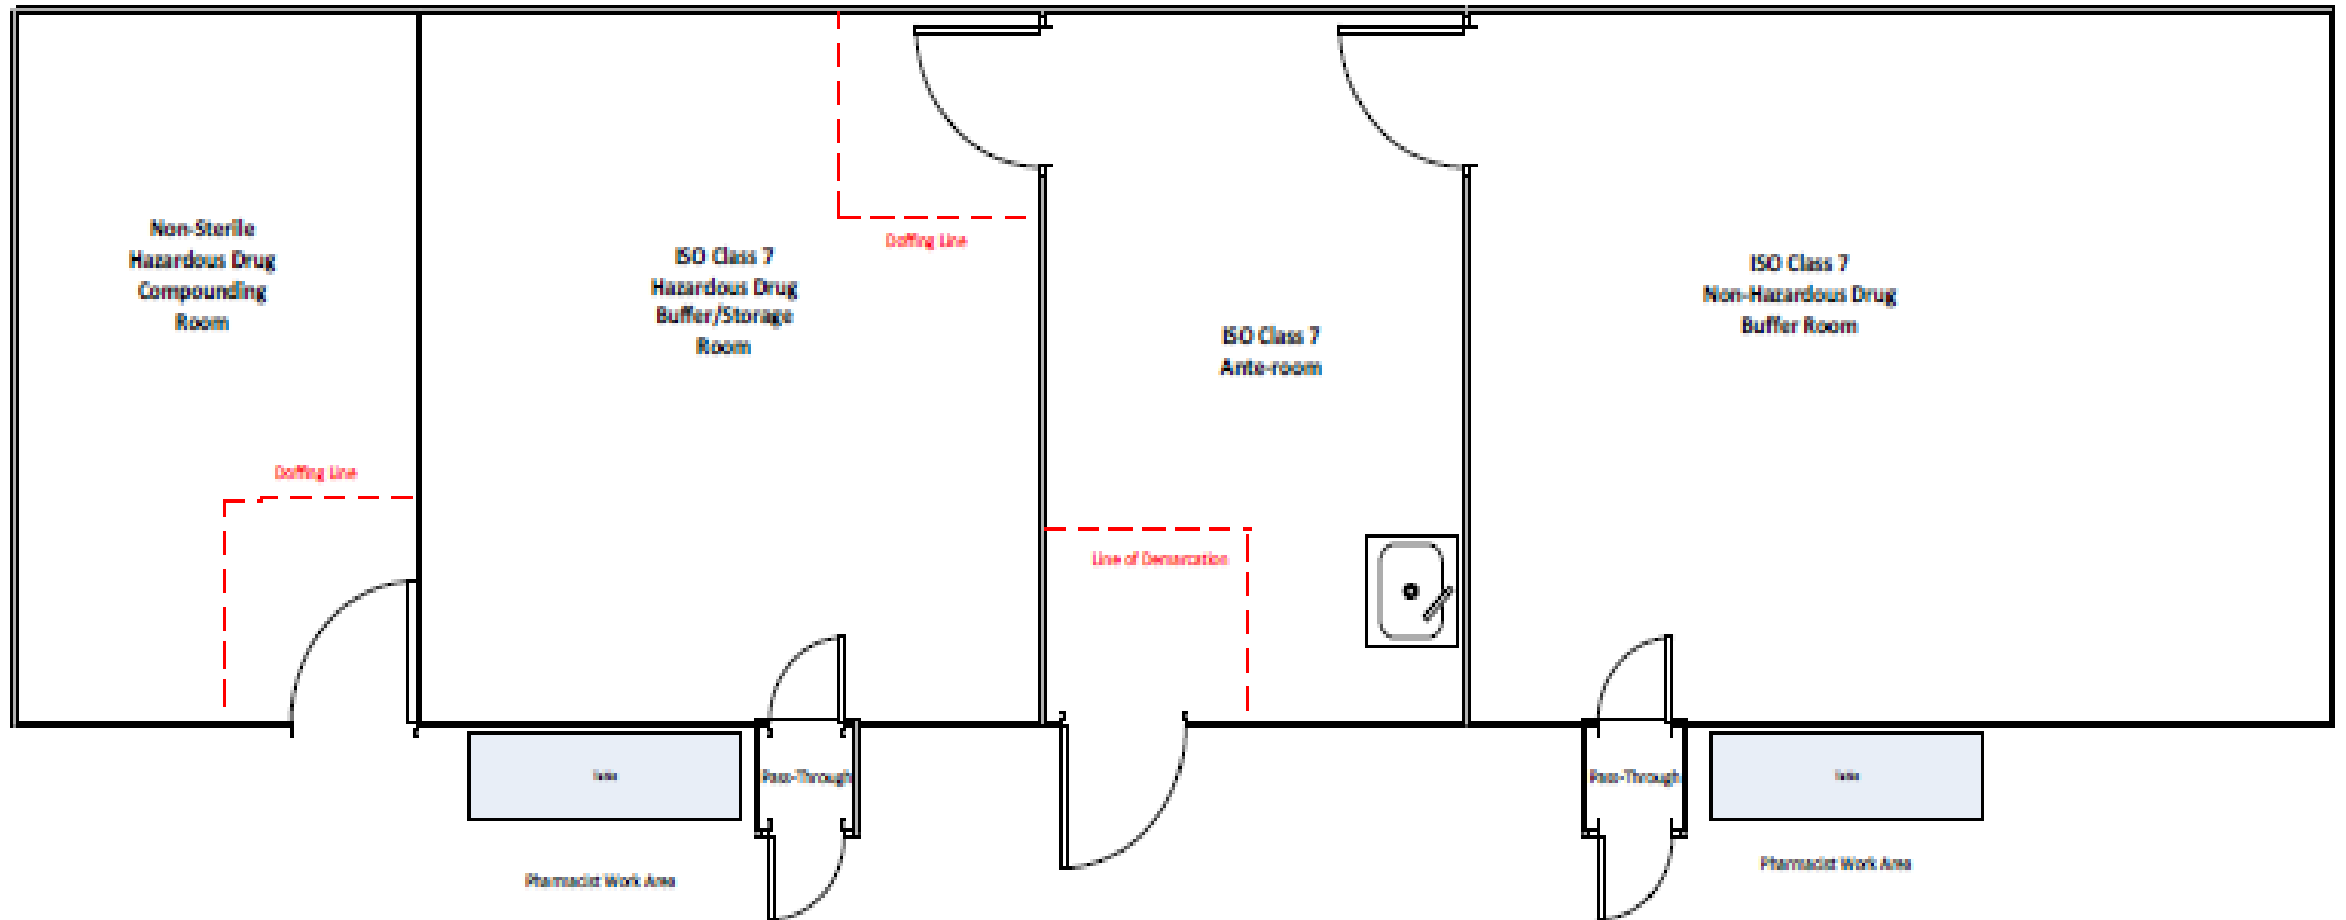 Non-Sterile
Hazardous Drug
Compounding
Room
Doffing Line
ISO Class 7
Hazardous Drug
Buffer/Storage
Room
Doffing Line
ISO Class 7
Ante-room
Line of Demarcation
ISO Class 7
Non-Hazardous Drug
Buffer Room
Pass-Through
Pharmacist Work Area
Pass-Through
Pharmacist Work Area